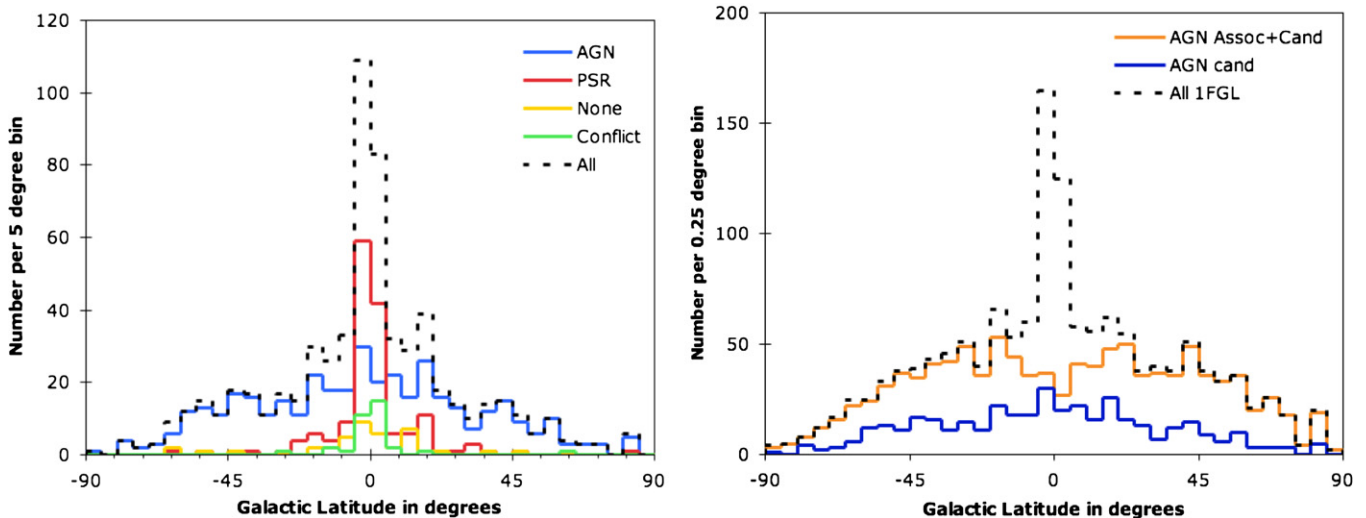 120
100
80
60
40
20
0
-90
-45
0
45
90
Number per 5 degree bin
Galactic Latitude in degrees
AGN
PSR
None
Conflict
All
200
150
100
50
0
-90
-45
0
45
90
Number per 0.25 degree bin
Galactic Latitude in degrees
AGN Assoc+Cand
AGN cand
All 1FGL